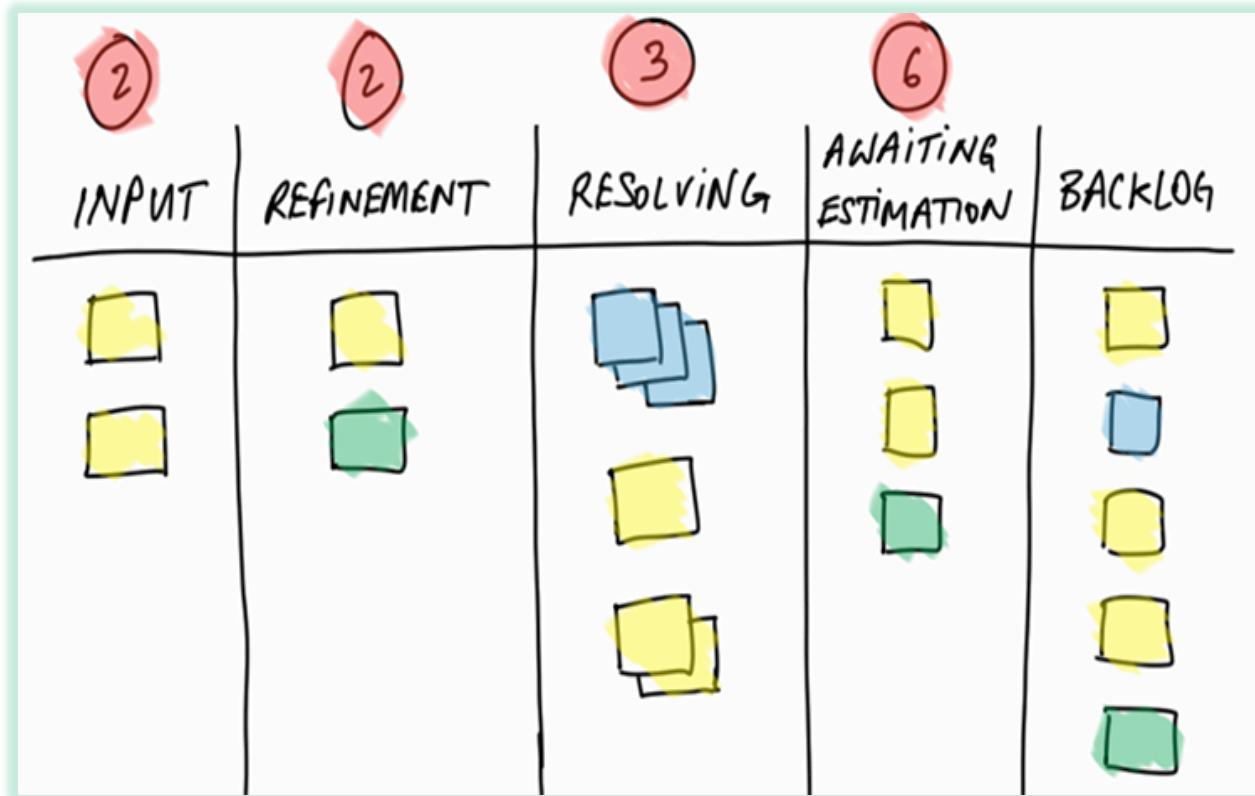 2
2
3
6
INPUT
REFINEMENT
RESOLVING
AWAITING
ESTIMATION
BACKLOG